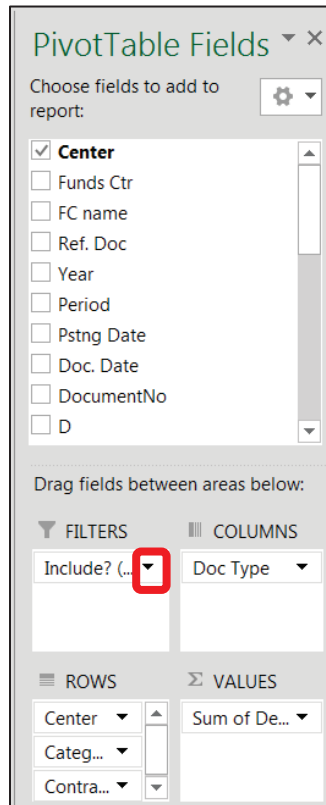 PivotTable Fields
Choose fields to add to
report:
Center
Funds Ctr
FC name
Ref. Doc
Year
Period
Pstng Date
Doc. Date
DocumentNo
D
Drag fields between areas below:
FILTERS
COLUMNS
Include? (...
Doc Type
ROWS
Σ VALUES
Center
Sum of De...
Categ...
Contra...